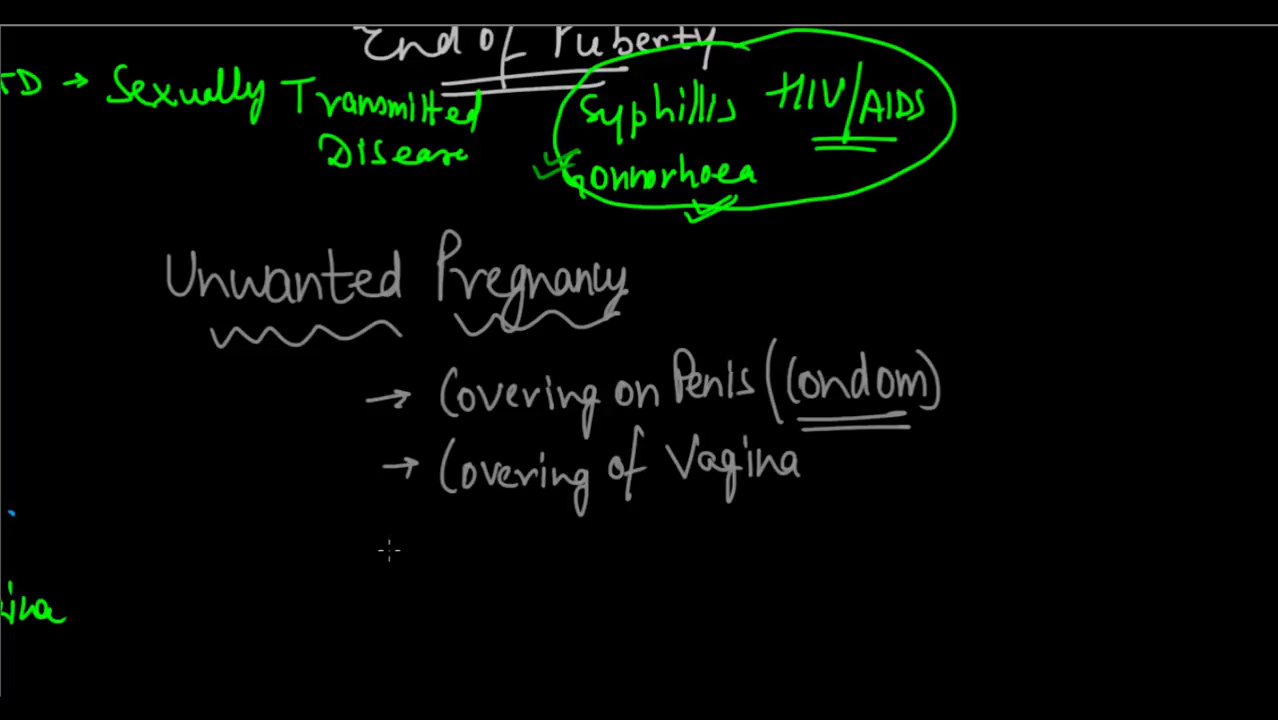 End of Puberty
TD → Sexually Transmitted
Disease
Syphillis HIV/AIDS
Gonnorhoea
Unwanted Pregnancy
→ Covering on Penis (Condom)
→ Covering of Vagina